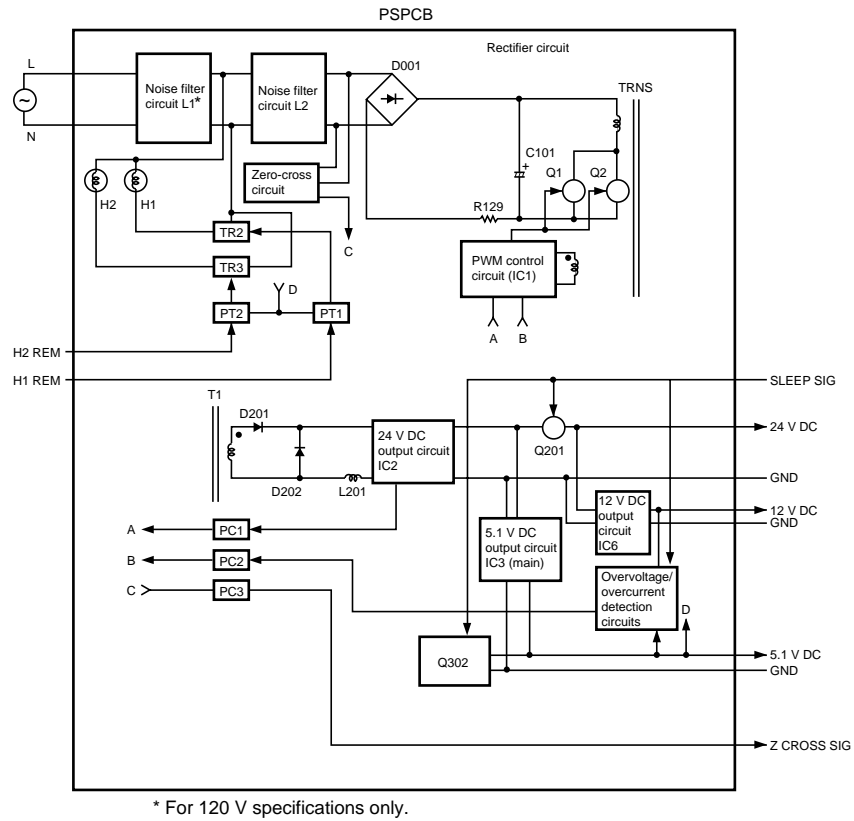 PSPCB
Rectifier circuit
L
N
Noise filter
circuit L1*
Noise filter
circuit L2
D001
TRNS
C101
+
Q1
Q2
Zero-cross
circuit
R129
H2
H1
TR2
C
TR3
PWM control
circuit (IC1)
D
PT2
PT1
A
B
H2 REM
H1 REM
SLEEP SIG
T1
D201
24 V DC
output circuit
IC2
Q201
24 V DC
D202
L201
GND
12 V DC
output
circuit
IC6
12 V DC
GND
A
PC1
5.1 V DC
output circuit
IC3 (main)
B
PC2
C
PC3
Overvoltage/
overcurrent
detection
circuits
D
Q302
5.1 V DC
GND
Z CROSS SIG
* For 120 V specifications only.